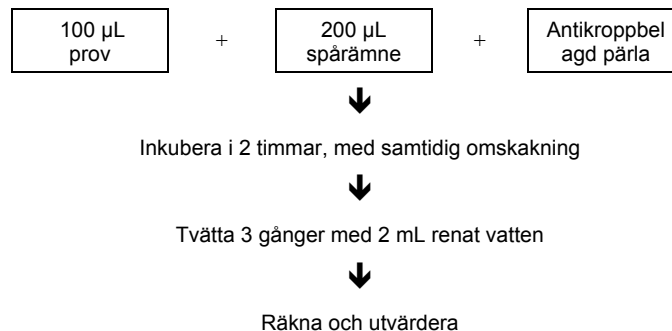 100 µL
prov
+
200 µL
spårämne
+
Antikroppbel
agd pärla
Inkubera i 2 timmar, med samtidig omskakning
Tvätta 3 gånger med 2 mL renat vatten
Räkna och utvärdera